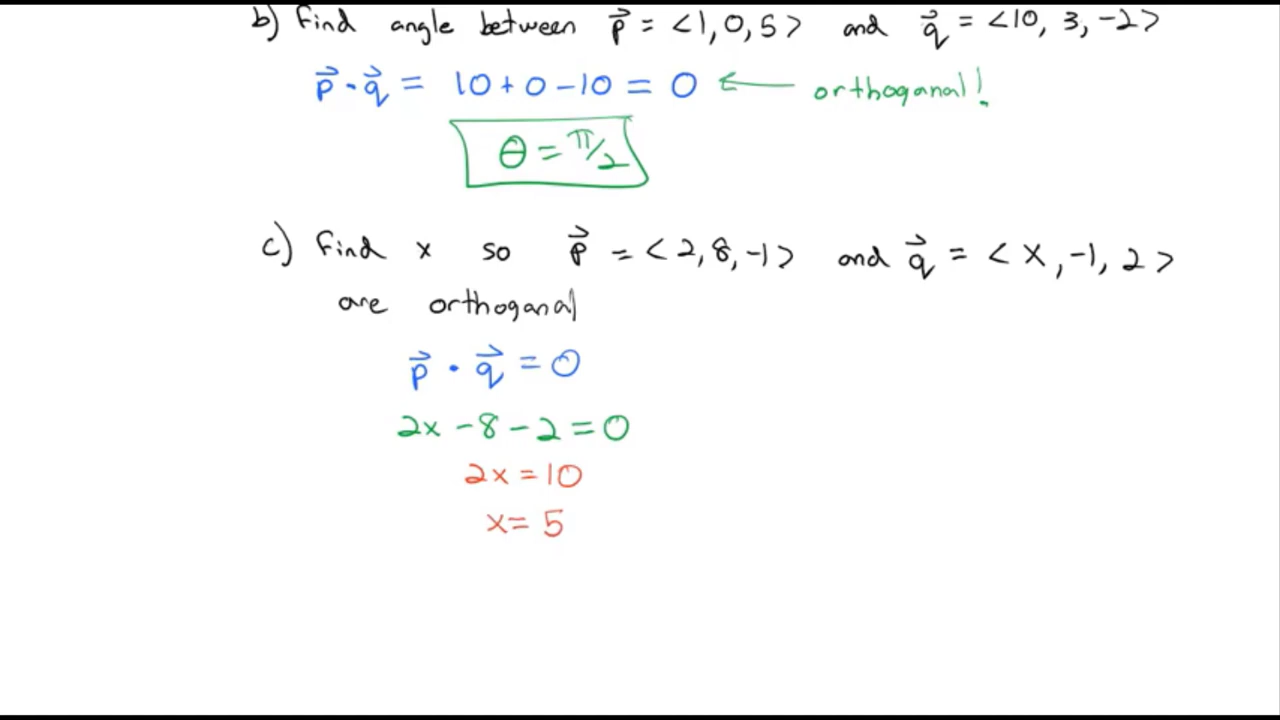 b) Find angle between p⃗ = <1, 0, 5> and q⃗ = <10, 3, -2>
p⃗ · q⃗ = 10 + 0 - 10 = 0 ← orthoganal!
θ = π/2
c) Find x so p⃗ = <2, 8, -1> and q⃗ = <x, -1, 2>
are orthoganal
p⃗ · q⃗ = 0
2x - 8 - 2 = 0
2x = 10
x = 5